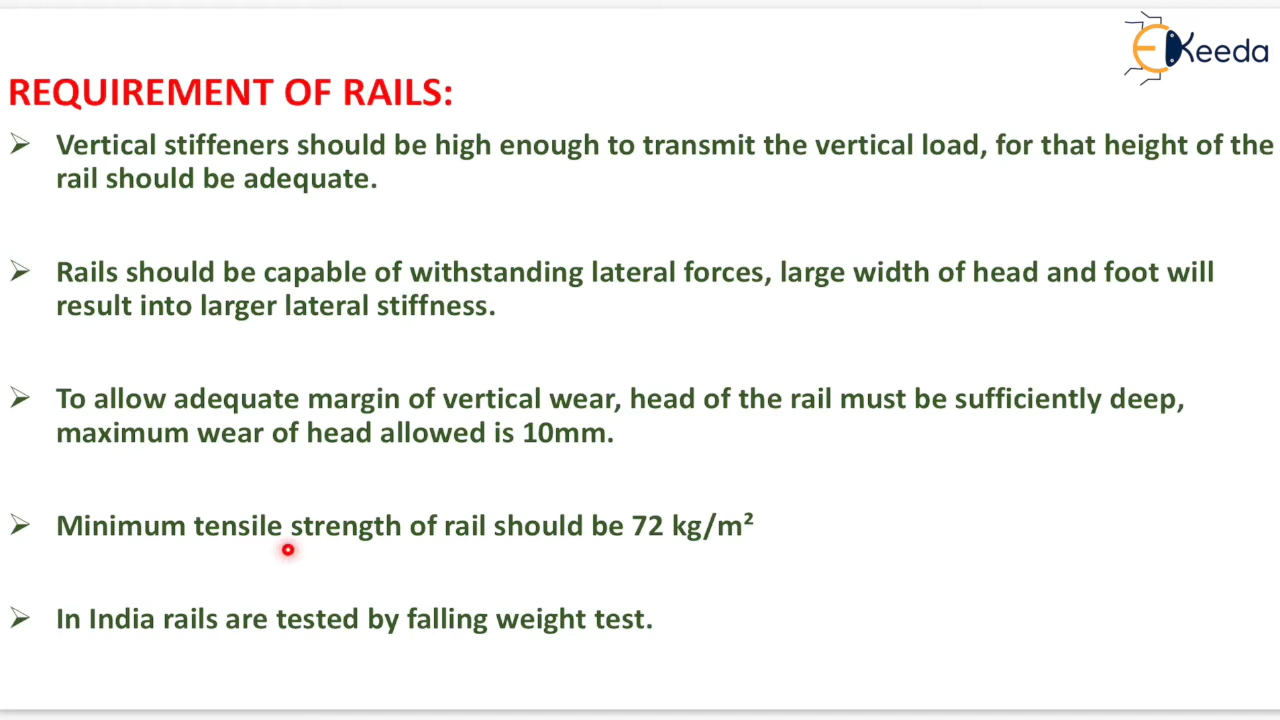 EKeeda
REQUIREMENT OF RAILS:
➢ Vertical stiffeners should be high enough to transmit the vertical load, for that height of the
rail should be adequate.
➢ Rails should be capable of withstanding lateral forces, large width of head and foot will
result into larger lateral stiffness.
➢ To allow adequate margin of vertical wear, head of the rail must be sufficiently deep,
maximum wear of head allowed is 10mm.
➢ Minimum tensile strength of rail should be 72 kg/m²
➢ In India rails are tested by falling weight test.